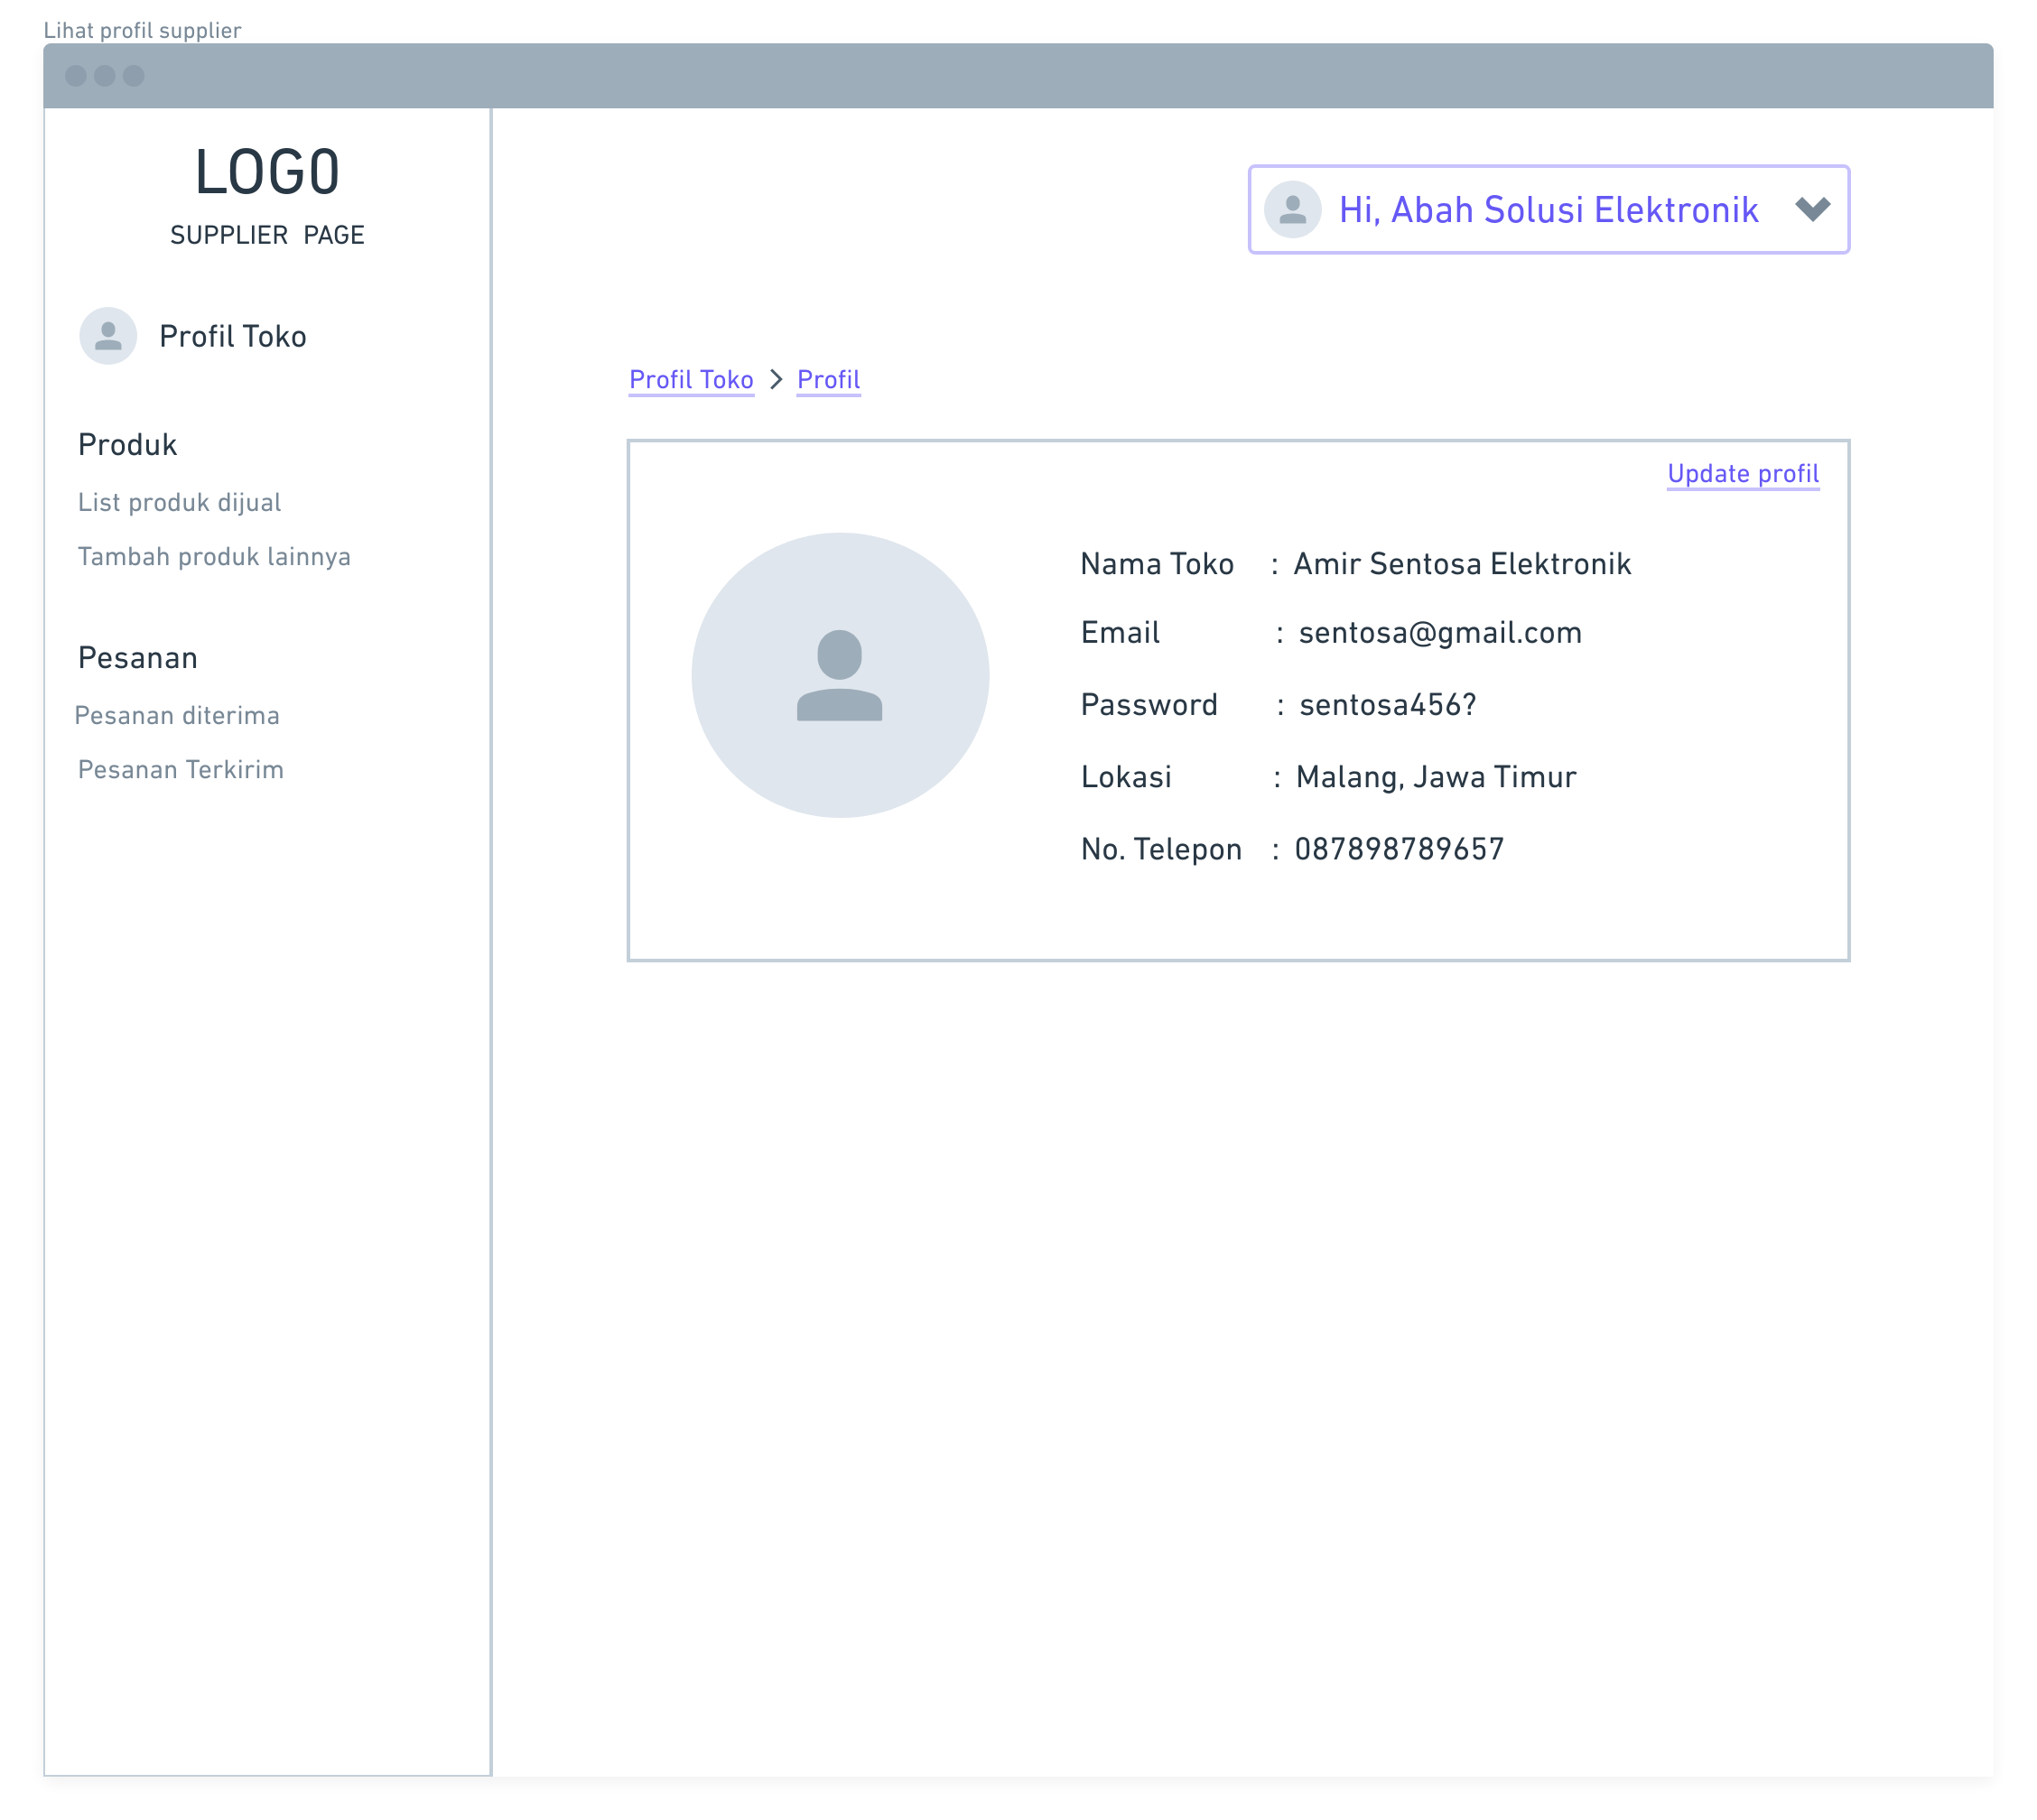 Lihat profil supplier
LOGO
SUPPLIER PAGE
Profil Toko
Produk
List produk dijual
Tambah produk lainnya
Pesanan
Pesanan diterima
Pesanan Terkirim
Hi, Abah Solusi Elektronik
Profil Toko > Profil
Update profil
Nama Toko : Amir Sentosa Elektronik
Email : sentosa@gmail.com
Password : sentosa456?
Lokasi : Malang, Jawa Timur
No. Telepon : 087898789657